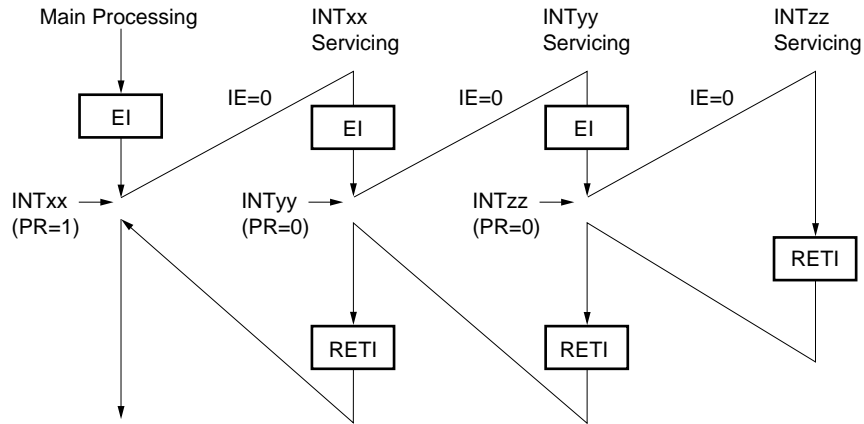 Main Processing
INTxx
Servicing
INTyy
Servicing
INTzz
Servicing
IE=0
IE=0
IE=0
EI
EI
EI
INTxx
(PR=1)
INTyy
(PR=0)
INTzz
(PR=0)
RETI
RETI
RETI